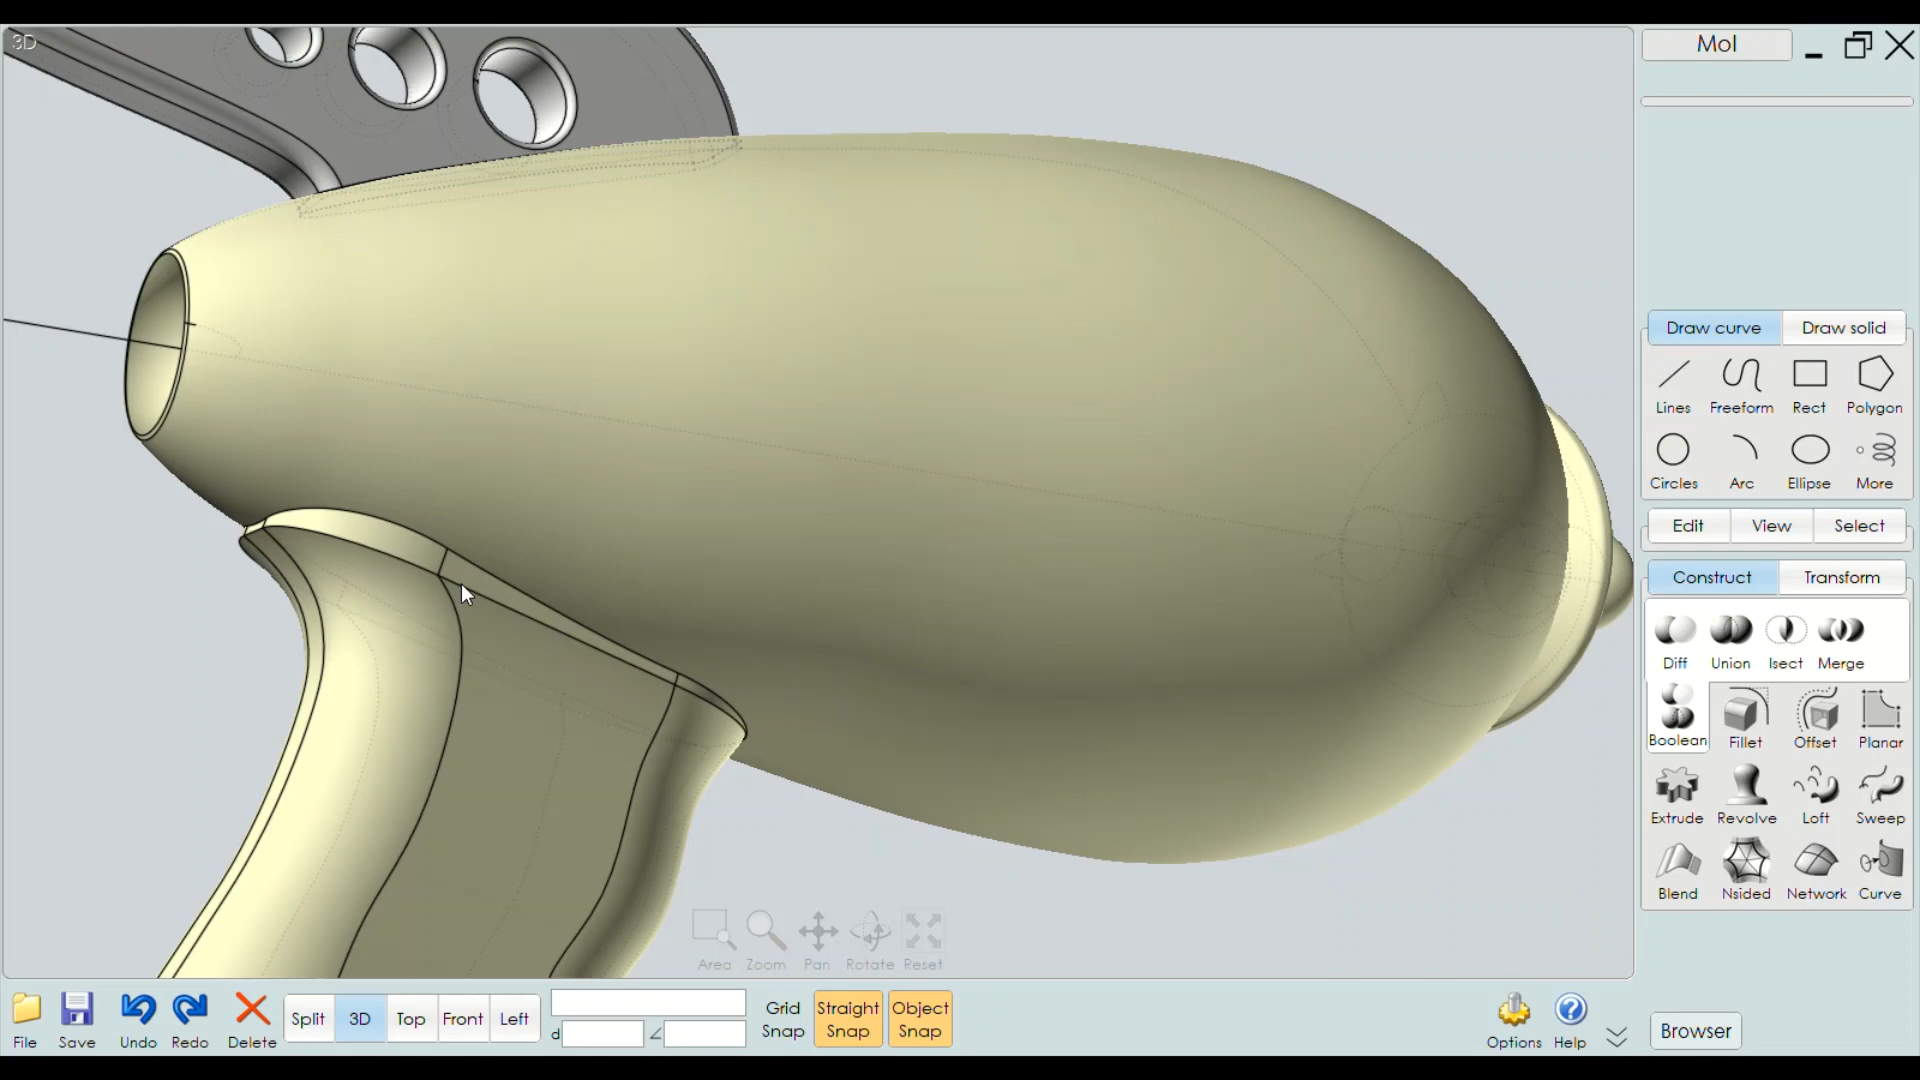 3D
MoI
Draw curve Draw solid
Lines Freeform Rect Polygon
Circles Arc Ellipse More
Edit View Select
Construct Transform
Diff Union Isect Merge
Boolean Fillet Offset Planar
Extrude Revolve Loft Sweep
Blend Nsided Network Curve
Area Zoom Pan Rotate Reset
File Save Undo Redo Delete
Split 3D Top Front Left
d
Grid Snap
Straight Snap
Object Snap
Options Help
Browser